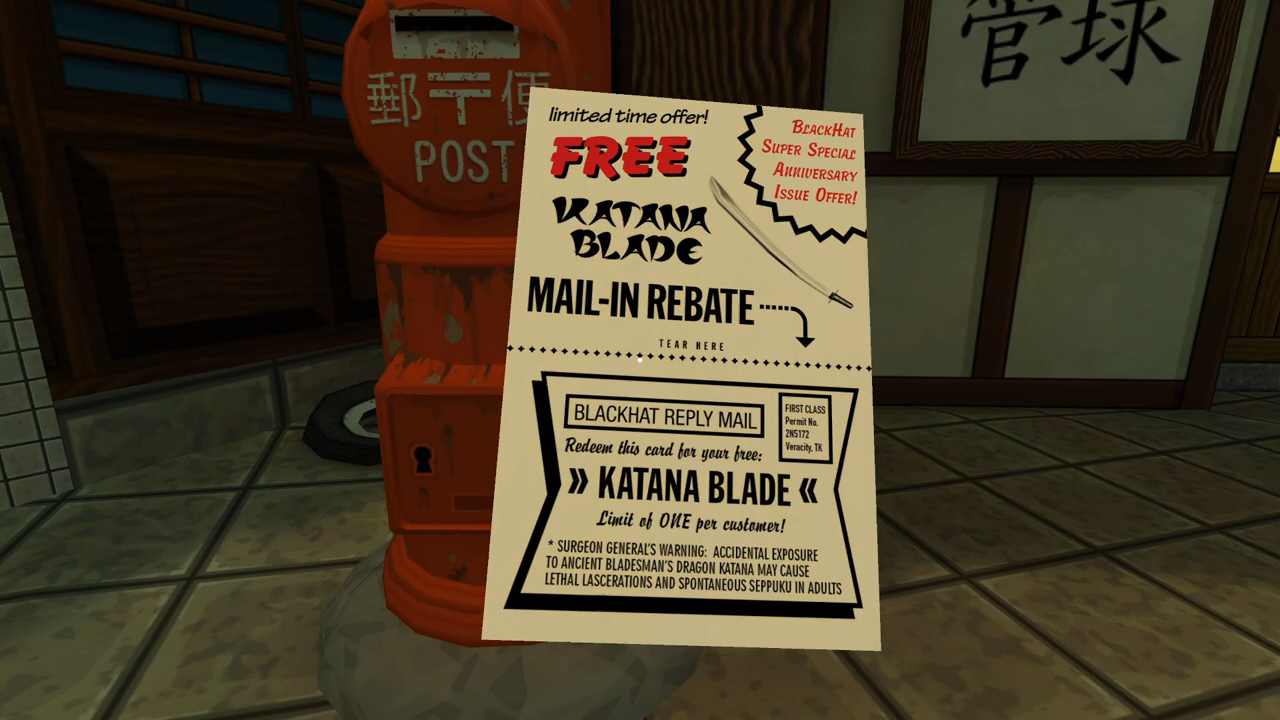 管球
郵〒便
POST
limited time offer!
FREE
KATANA
BLADE
MAIL-IN REBATE
TEAR HERE
BLACKHAT
SUPER SPECIAL
ANNIVERSARY
ISSUE OFFER!
BLACKHAT REPLY MAIL
FIRST CLASS
Permit No.
2N5172
Veracity, TK
Redeem this card for your free:
» KATANA BLADE «
Limit of ONE per customer!
* SURGEON GENERAL'S WARNING: ACCIDENTAL EXPOSURE
TO ANCIENT BLADESMAN'S DRAGON KATANA MAY CAUSE
LETHAL LASCERATIONS AND SPONTANEOUS SEPPUKU IN ADULTS